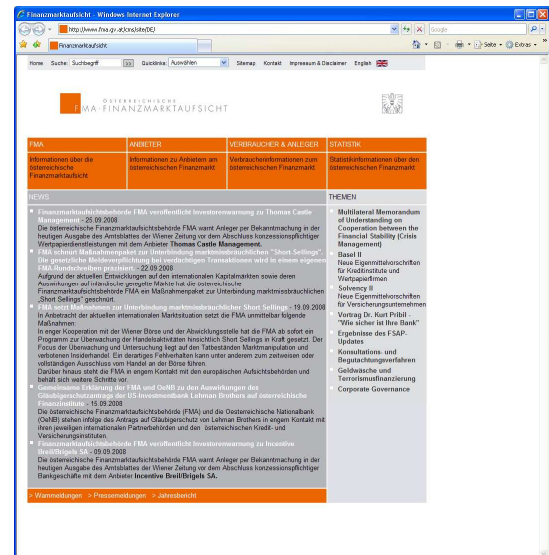 Finanzmarktaufsicht - Windows Internet Explorer
http://www.fma.gv.at/cms/site/DE/
Google
Finanzmarktaufsicht
Seite
Extras
Home Suche: Suchbegriff >> Quicklinks: Auswählen Sitemap Kontakt Impressum & Disclaimer English
ÖSTERREICHISCHE
FMA-FINANZMARKTAUFSICHT
FMA ANBIETER VERBRAUCHER & ANLEGER STATISTIK
Informationen über die Informationen zu Anbietern am Verbraucherinformationen zum Statistikinformationen über den
österreichische österreichischen Finanzmarkt österreichischen Finanzmarkt österreichischen Finanzmarkt
Finanzmarktaufsicht
NEWS
Finanzmarktaufsichtsbehörde FMA veröffentlicht Investorenwarnung zu Thomas Castle
Management - 25.09.2008
Die österreichische Finanzmarktaufsichtsbehörde FMA warnt Anleger per Bekanntmachung in der
heutigen Ausgabe des Amtsblattes der Wiener Zeitung vor dem Abschluss konzessionspflichtiger
Wertpapierdienstleistungen mit dem Anbieter Thomas Castle Management.
FMA schnürt Maßnahmenpaket zur Unterbindung marktmissbräuchlicher "Short Sellings".
Die gesetzliche Meldeverpflichtung bei verdächtigen Transaktionen wird in einem eigenen
FMA-Rundschreiben präzisiert. - 22.09.2008
Aufgrund der aktuellen Entwicklungen auf den internationalen Kapitalmärkten sowie deren
Auswirkungen auf inländische geregelte Märkte hat die österreichische
Finanzmarktaufsichtsbehörde FMA ein Maßnahmenpaket zur Unterbindung missbräuchlichen
„Short Sellings" geschnürt.
FMA setzt Maßnahmen zur Unterbindung marktmissbräuchlicher Short Sellings. - 19.09.2008
In Anbetracht der aktuellen internationalen Marktsituation setzt die FMA unmittelbar folgende
Maßnahmen:
In enger Kooperation mit der Wiener Börse und der Abwicklungsstelle hat die FMA ab sofort ein
Programm zur Überwachung der Handelsaktivitäten hinsichtlich Short Sellings in Kraft gesetzt. Der
Focus der Überwachung und Untersuchung liegt auf den Tatbeständen Marktmanipulation und
verbotenen Insiderhandel. Ein derartiges Fehlverhalten kann unter anderem zum zeitweisen oder
vollständigen Ausschluss vom Handel an der Börse führen.
Darüber hinaus steht die FMA in engem Kontakt mit den europäischen Aufsichtsbehörden und
behält sich weitere Schritte vor.
Gemeinsame Erklärung der FMA und OeNB zu den Auswirkungen des
Gläubigerschutzantrags der US-Investmentbank Lehman Brothers auf österreichische
Finanzinstitute - 15.09.2008
Die österreichische Finanzmarktaufsichtsbehörde (FMA) und die Oesterreichische Nationalbank
(OeNB) stehen infolge des Antrags auf Gläubigerschutz von Lehman Brothers in engem Kontakt mit
ihren jeweiligen internationalen Partnerbehörden und den österreichischen Kredit- und
Versicherungsinstituten.
Finanzmarktaufsichtsbehörde FMA veröffentlicht Investorenwarnung zu Incentive
Breil/Brigels SA - 09.09.2008
Die österreichische Finanzmarktaufsichtsbehörde FMA warnt Anleger per Bekanntmachung in der
heutigen Ausgabe des Amtsblattes der Wiener Zeitung vor dem Abschluss konzessionspflichtiger
Bankgeschäfte mit dem Anbieter Incentive Breil/Brigels SA.
> Warnmeldungen > Pressemeldungen > Jahresbericht
THEMEN
Multilateral Memorandum
of Understanding on
Cooperation between the
Financial Stability (Crisis
Management)
Basel II
Neue Eigenmittelvorschriften
für Kreditinstitute und
Wertpapierfirmen
Solvency II
Neue Eigenmittelvorschriften
für Versicherungsunternehmen
Vortrag Dr. Kurt Pribil -
"Wie sicher ist Ihre Bank"
Ergebnisse des FSAP-
Updates
Konsultations- und
Begutachtungsverfahren
Geldwäsche und
Terrorismusfinanzierung
Corporate Governance